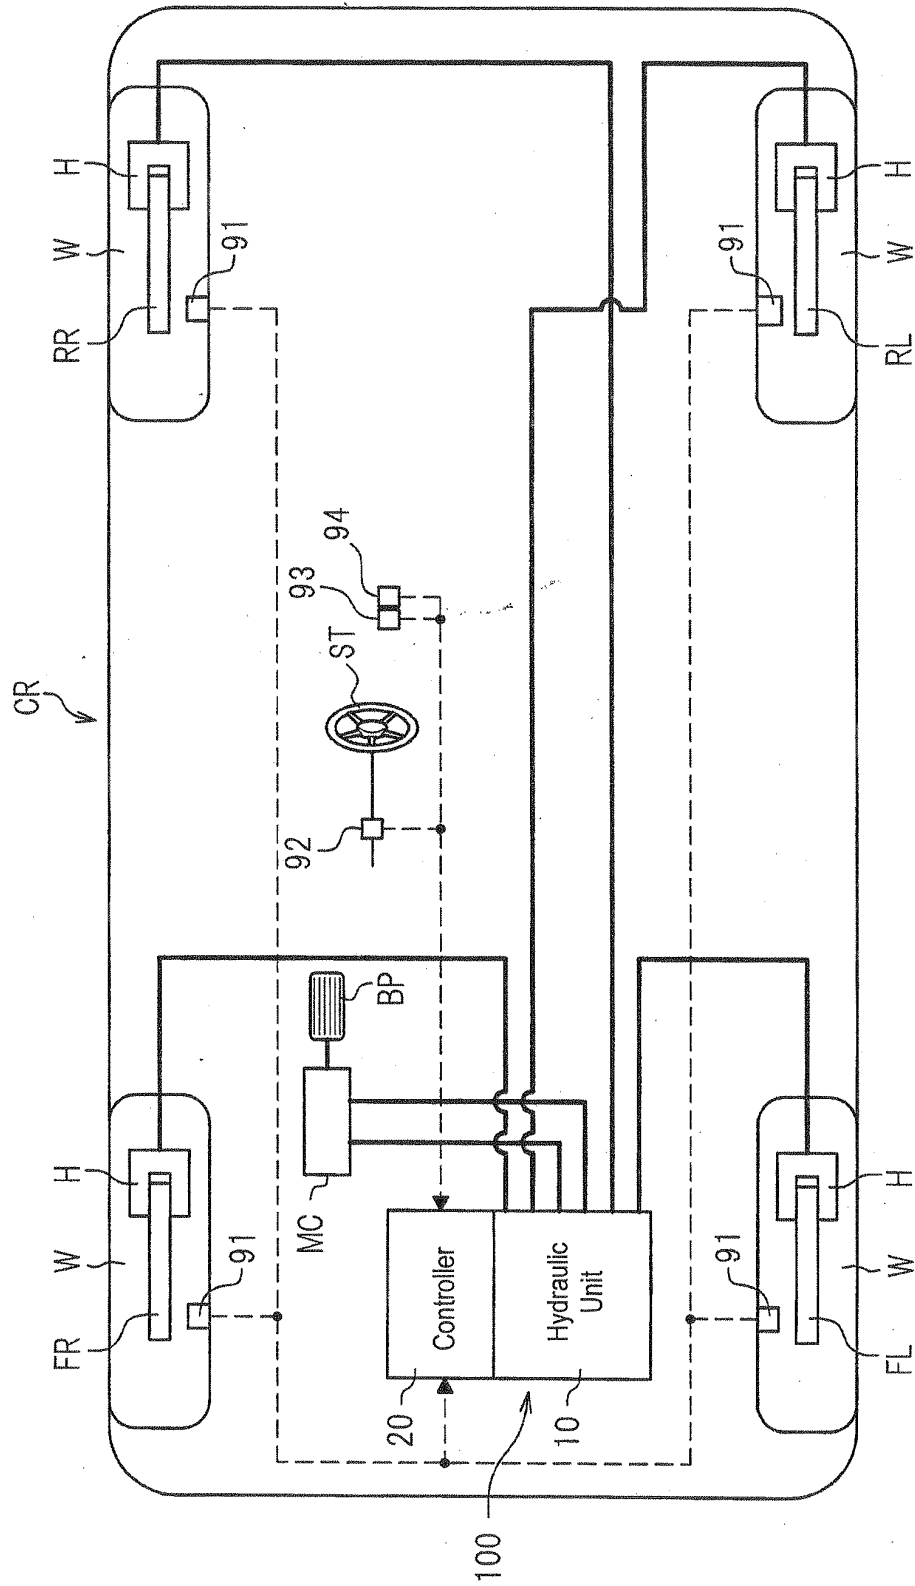 CR
FR
W
H
RR
W
H
91
91
MC
BP
92
ST
93
94
20
Controller
10
Hydraulic
Unit
100
91
91
FL
W
H
RL
W
H